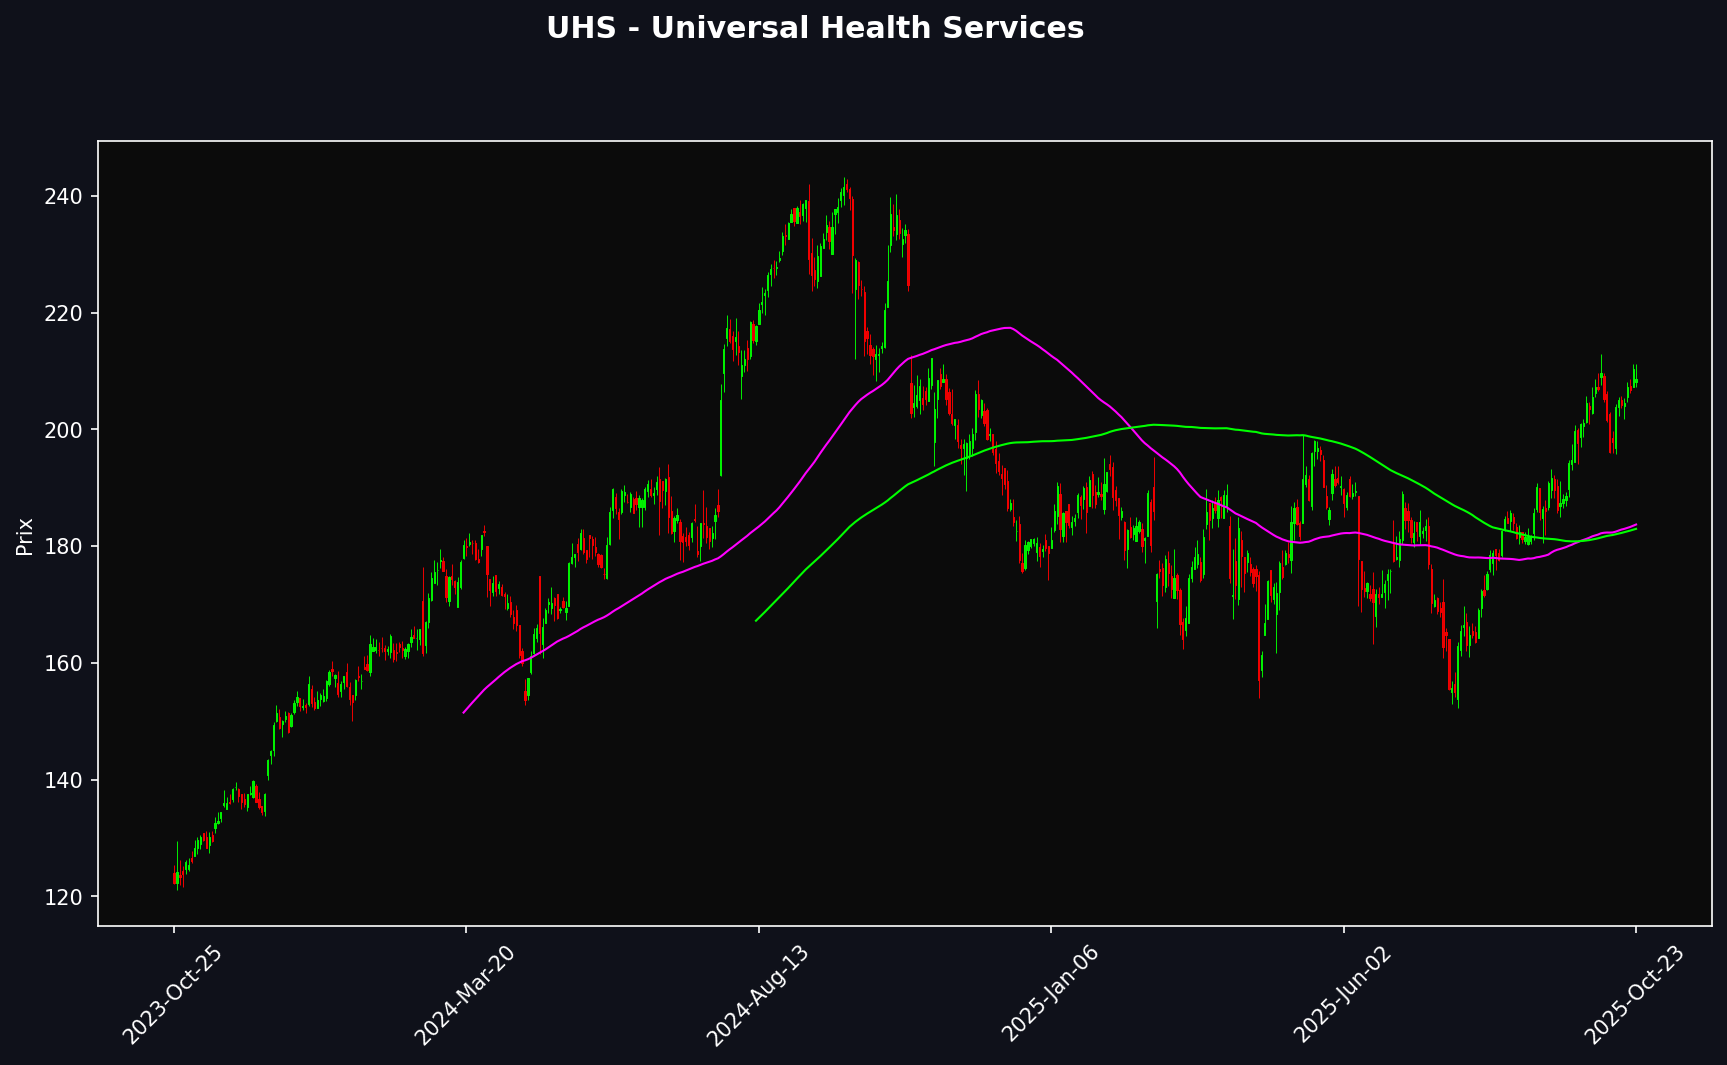 UHS - Universal Health Services
Prix
240
220
200
180
160
140
120
2023-Oct-25
2024-Mar-20
2024-Aug-13
2025-Jan-06
2025-Jun-02
2025-Oct-23